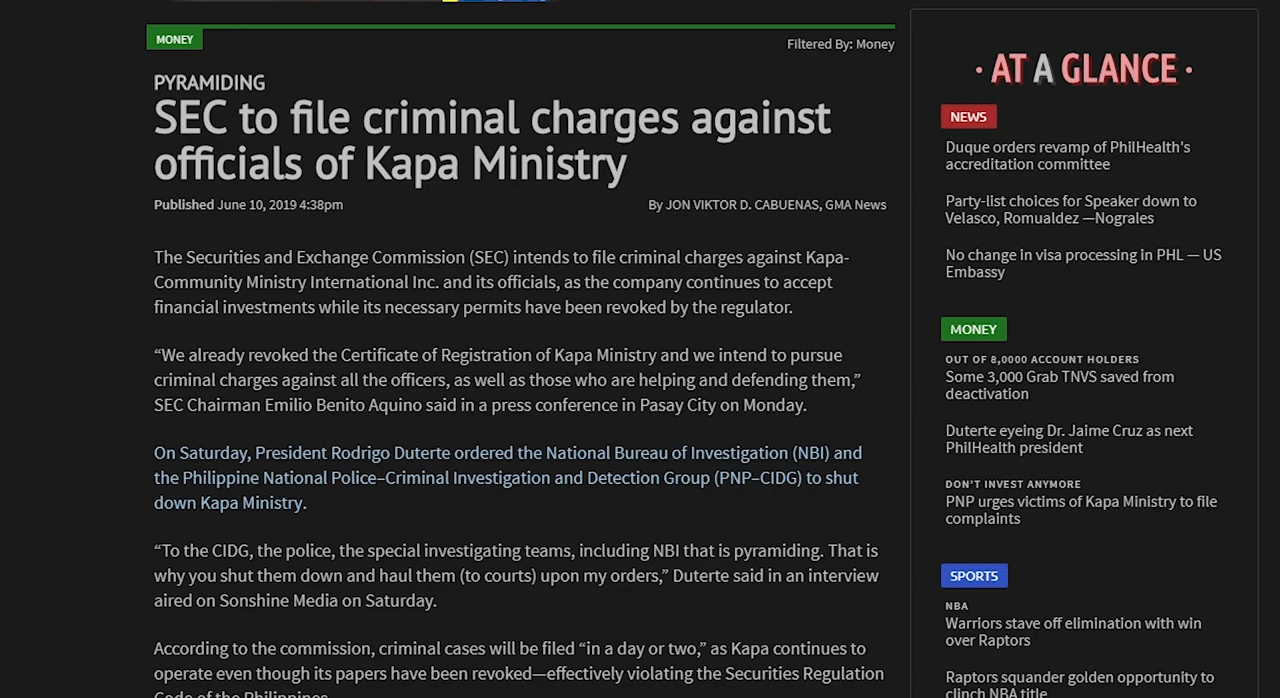 MONEY
Filtered By: Money
PYRAMIDING
SEC to file criminal charges against
officials of Kapa Ministry
Published June 10, 2019 4:38pm
By JON VIKTOR D. CABUENAS, GMA News
The Securities and Exchange Commission (SEC) intends to file criminal charges against Kapa-
Community Ministry International Inc. and its officials, as the company continues to accept
financial investments while its necessary permits have been revoked by the regulator.
“We already revoked the Certificate of Registration of Kapa Ministry and we intend to pursue
criminal charges against all the officers, as well as those who are helping and defending them,”
SEC Chairman Emilio Benito Aquino said in a press conference in Pasay City on Monday.
On Saturday, President Rodrigo Duterte ordered the National Bureau of Investigation (NBI) and
the Philippine National Police–Criminal Investigation and Detection Group (PNP–CIDG) to shut
down Kapa Ministry.
“To the CIDG, the police, the special investigating teams, including NBI that is pyramiding. That is
why you shut them down and haul them (to courts) upon my orders,” Duterte said in an interview
aired on Sonshine Media on Saturday.
According to the commission, criminal cases will be filed “in a day or two,” as Kapa continues to
operate even though its papers have been revoked—effectively violating the Securities Regulation
Code of the Philippines.
· AT A GLANCE ·
NEWS
Duque orders revamp of PhilHealth's
accreditation committee
Party-list choices for Speaker down to
Velasco, Romualdez —Nograles
No change in visa processing in PHL — US
Embassy
MONEY
OUT OF 8,0000 ACCOUNT HOLDERS
Some 3,000 Grab TNVS saved from
deactivation
Duterte eyeing Dr. Jaime Cruz as next
PhilHealth president
DON'T INVEST ANYMORE
PNP urges victims of Kapa Ministry to file
complaints
SPORTS
NBA
Warriors stave off elimination with win
over Raptors
Raptors squander golden opportunity to
clinch NBA title